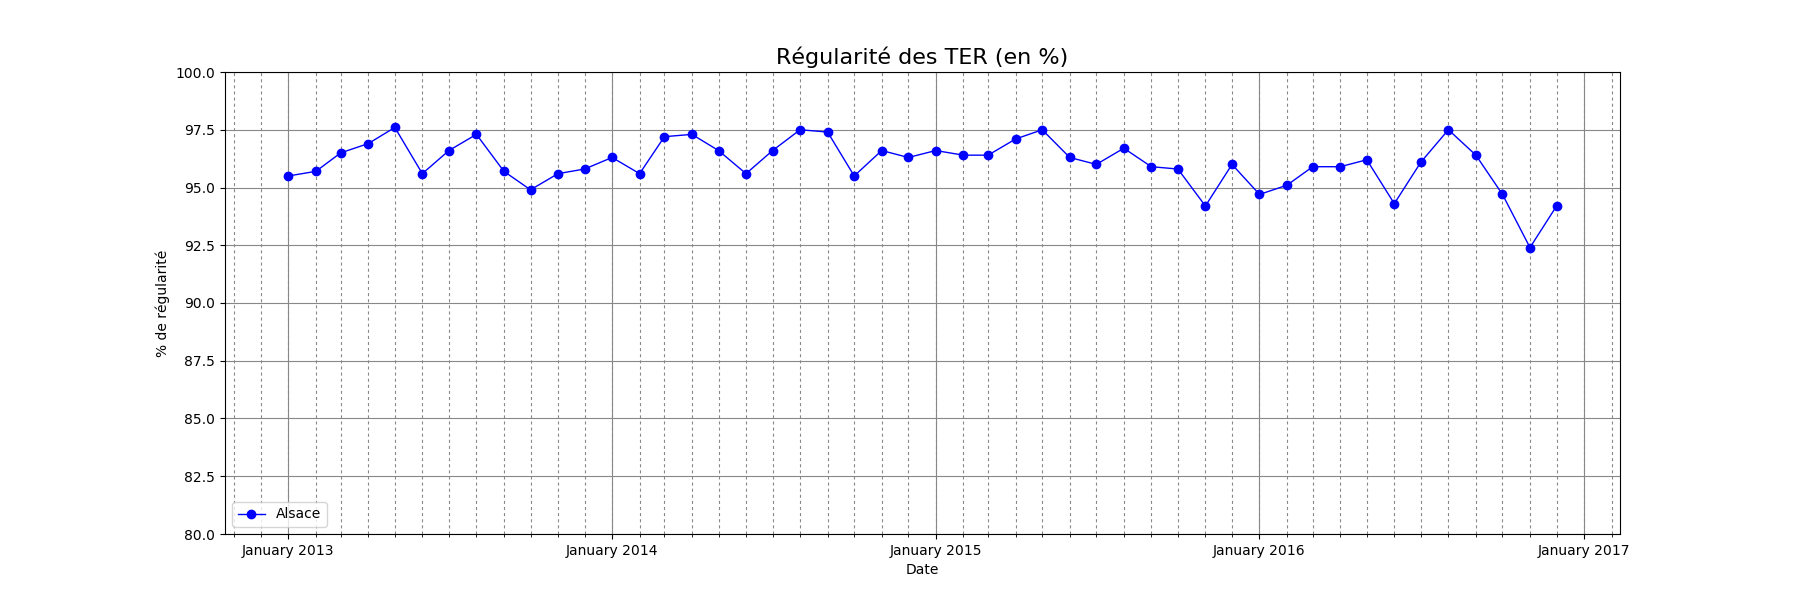 Régularité des TER (en %)
100.0
97.5
95.0
92.5
90.0
87.5
85.0
82.5
80.0
% de régularité
Alsace
January 2013
January 2014
January 2015
January 2016
January 2017
Date